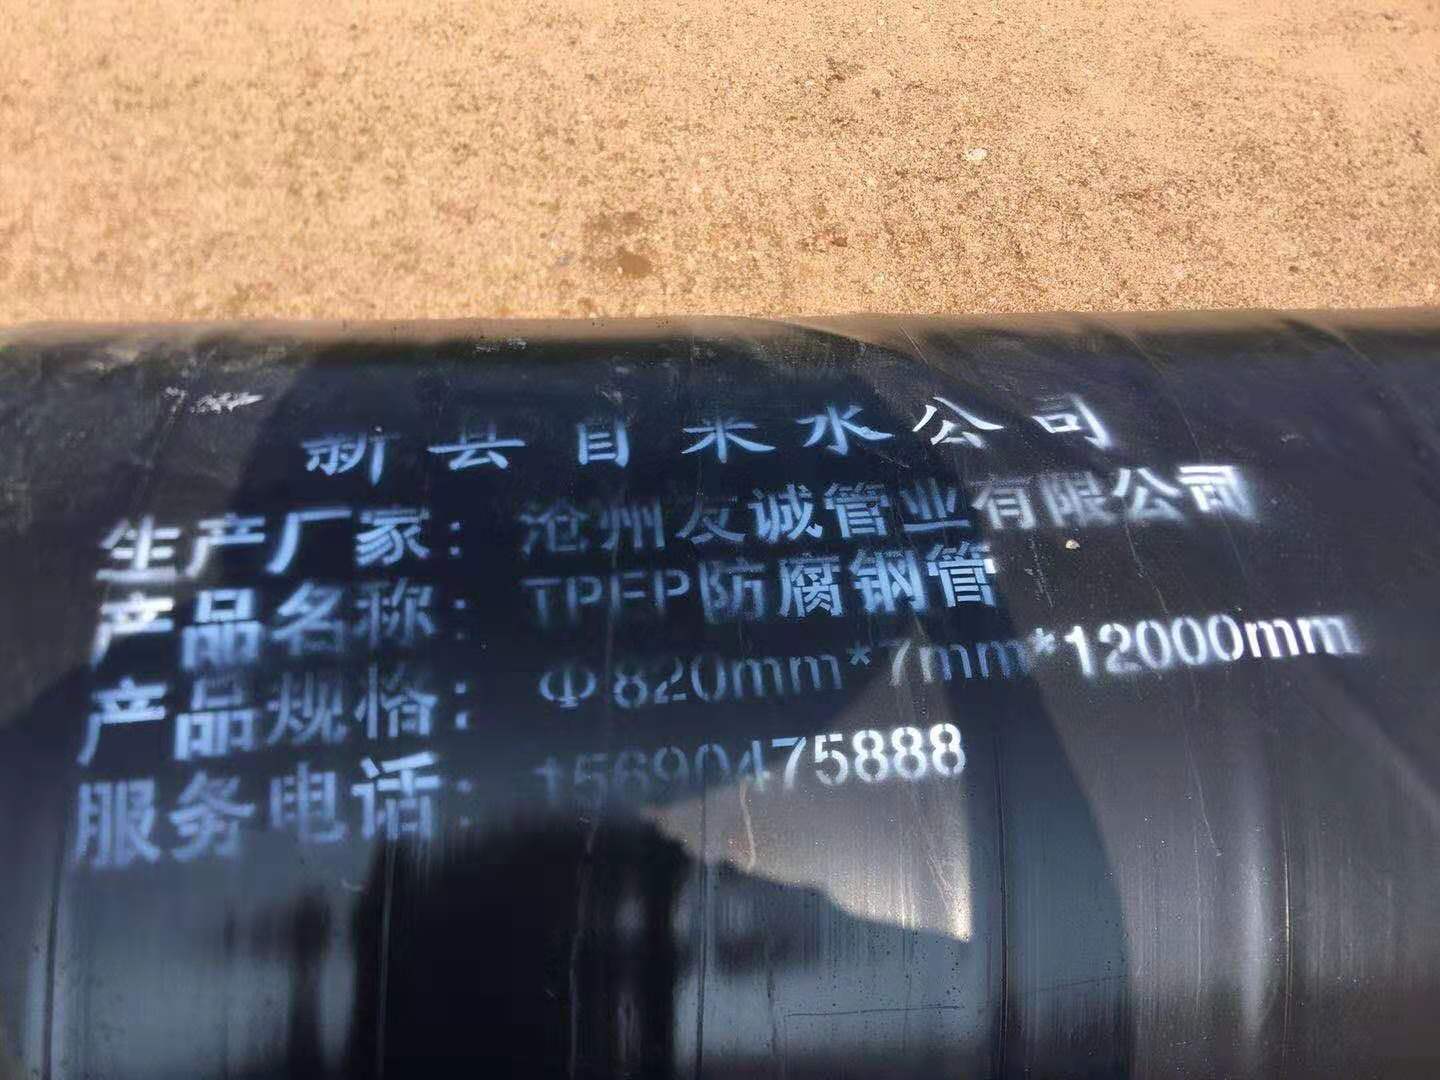 新县自来水公司
生产厂家：沧州友诚管业有限公司
产品名称：TPEP防腐钢管
产品规格：Φ820mm*7mm*12000mm
服务电话：15690475888